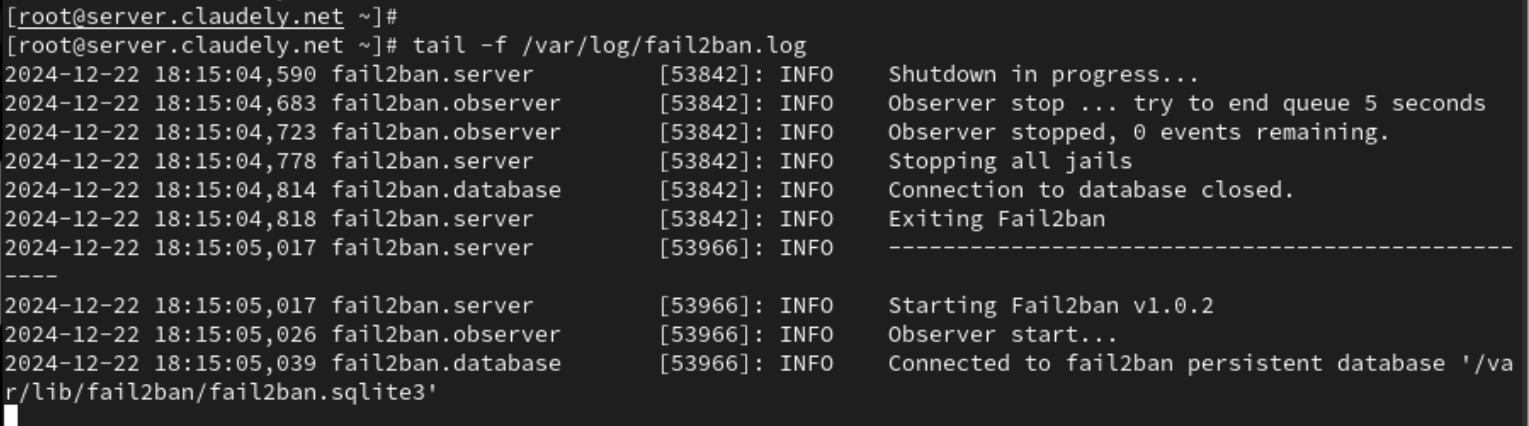 [root@server.claudely.net ~]#
[root@server.claudely.net ~]# tail -f /var/log/fail2ban.log
2024-12-22 18:15:04,590 fail2ban.server         [53842]: INFO    Shutdown in progress...
2024-12-22 18:15:04,683 fail2ban.observer       [53842]: INFO    Observer stop ... try to end queue 5 seconds
2024-12-22 18:15:04,723 fail2ban.observer       [53842]: INFO    Observer stopped, 0 events remaining.
2024-12-22 18:15:04,778 fail2ban.server         [53842]: INFO    Stopping all jails
2024-12-22 18:15:04,814 fail2ban.database       [53842]: INFO    Connection to database closed.
2024-12-22 18:15:04,818 fail2ban.server         [53842]: INFO    Exiting Fail2ban
2024-12-22 18:15:05,017 fail2ban.server         [53966]: INFO    ----------------------------------------------
----
2024-12-22 18:15:05,017 fail2ban.server         [53966]: INFO    Starting Fail2ban v1.0.2
2024-12-22 18:15:05,026 fail2ban.observer       [53966]: INFO    Observer start...
2024-12-22 18:15:05,039 fail2ban.database       [53966]: INFO    Connected to fail2ban persistent database '/va
r/lib/fail2ban/fail2ban.sqlite3'